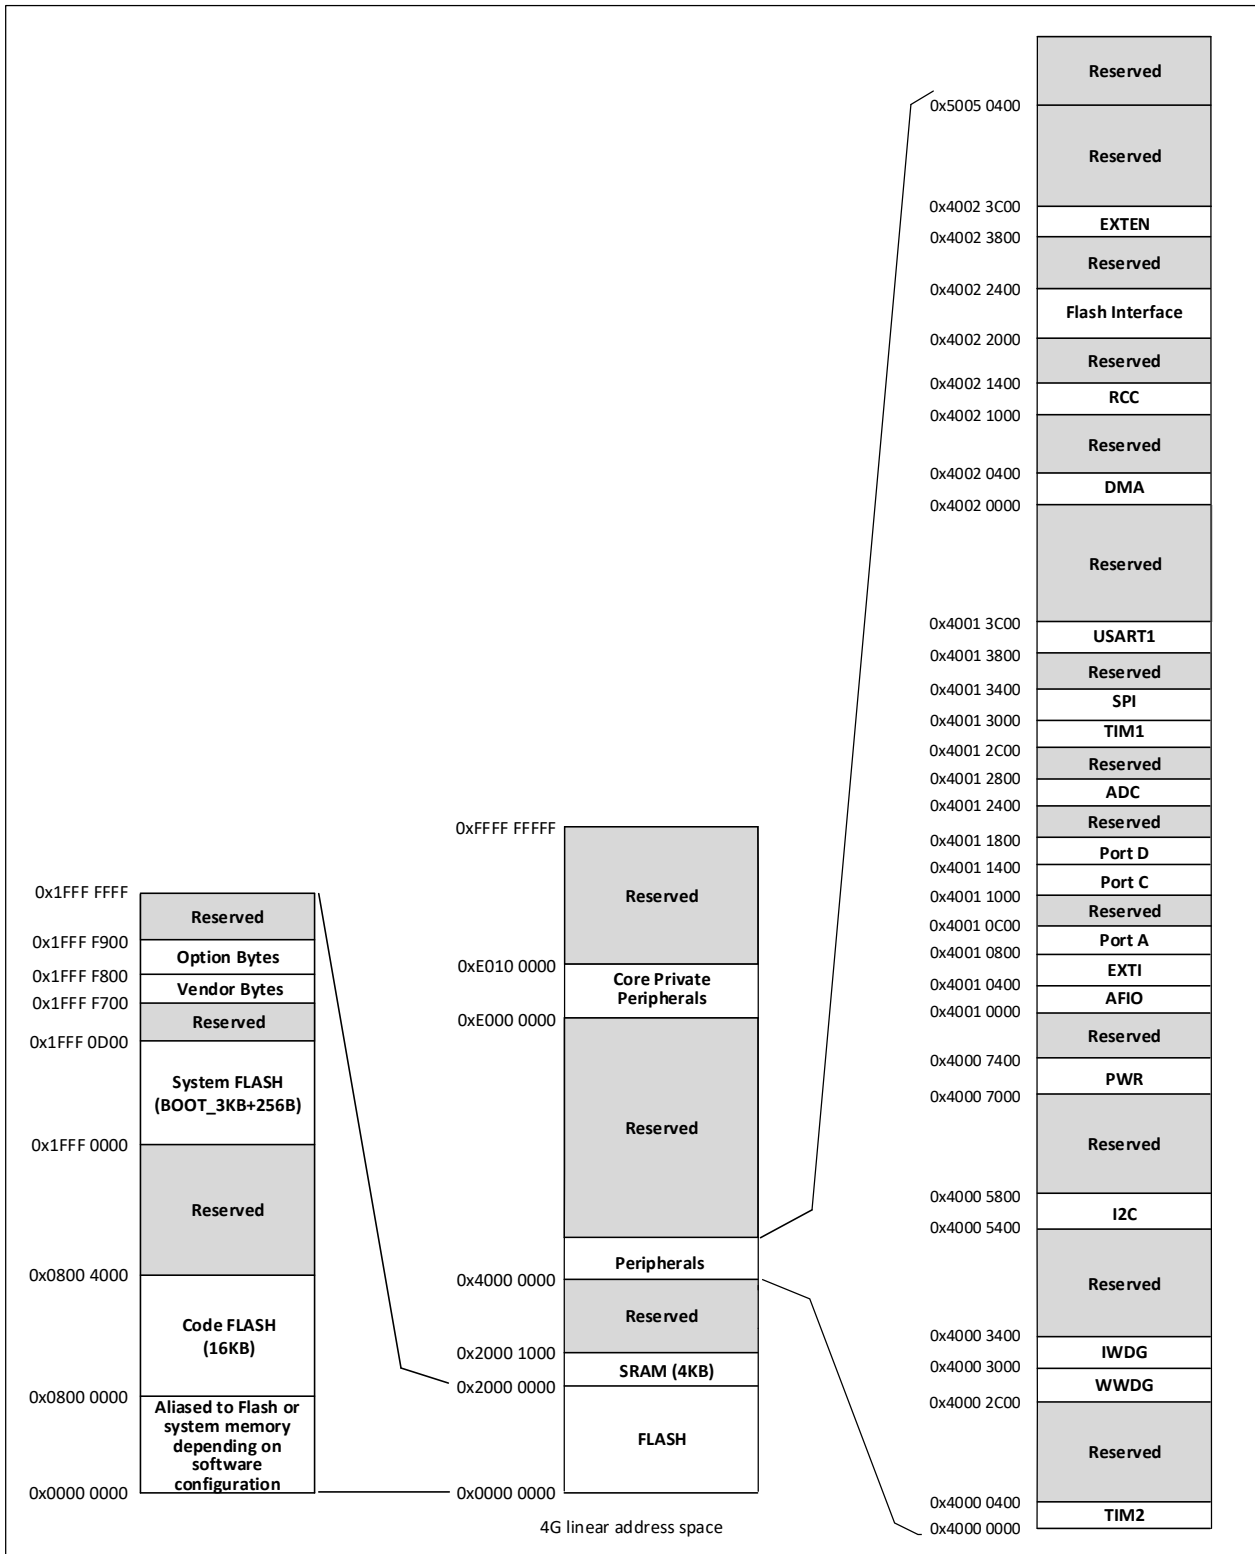 0x1FFF FFFF
Reserved
0x1FFF F900
Option Bytes
0x1FFF F800
Vendor Bytes
0x1FFF F700
Reserved
0x1FFF 0D00
System FLASH
(BOOT_3KB+256B)
0x1FFF 0000
Reserved
0x0800 4000
Code FLASH
(16KB)
0x0800 0000
Aliased to Flash or
system memory
depending on
software
configuration
0x0000 0000
0xFFFF FFFFF
Reserved
0xE010 0000
Core Private
Peripherals
0xE000 0000
Reserved
Peripherals
0x4000 0000
Reserved
0x2000 1000
SRAM (4KB)
0x2000 0000
FLASH
0x0000 0000
4G linear address space
Reserved
0x5005 0400
Reserved
0x4002 3C00
EXTEN
0x4002 3800
Reserved
0x4002 2400
Flash Interface
0x4002 2000
Reserved
0x4002 1400
RCC
0x4002 1000
Reserved
0x4002 0400
DMA
0x4002 0000
Reserved
0x4001 3C00
USART1
0x4001 3800
Reserved
0x4001 3400
SPI
0x4001 3000
TIM1
0x4001 2C00
Reserved
0x4001 2800
ADC
0x4001 2400
Reserved
0x4001 1800
Port D
0x4001 1400
Port C
0x4001 1000
Reserved
0x4001 0C00
Port A
0x4001 0800
EXTI
0x4001 0400
AFIO
0x4001 0000
Reserved
0x4000 7400
PWR
0x4000 7000
Reserved
0x4000 5800
I2C
0x4000 5400
Reserved
0x4000 3400
IWDG
0x4000 3000
WWDG
0x4000 2C00
Reserved
0x4000 0400
TIM2
0x4000 0000